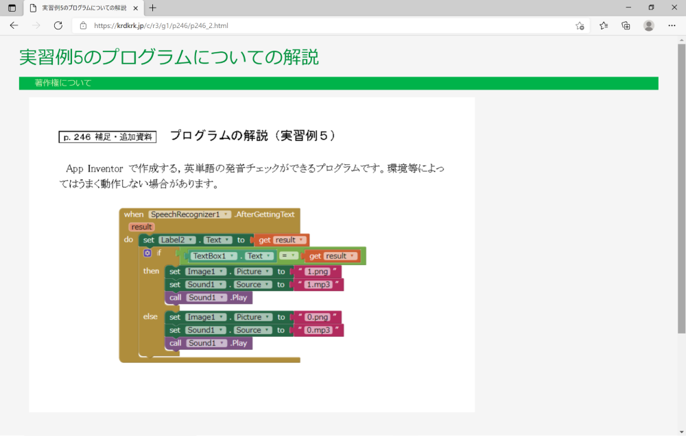 実習例5のプログラムについての解説
https://krdkrk.jp/c/r3/g1/p246/p246_2.html
実習例5のプログラムについての解説
著作権について
p. 246 補足・追加資料 プログラムの解説（実習例５）
App Inventor で作成する，英単語の発音チェックができるプログラムです。環境等によっ
てはうまく動作しない場合があります。
when SpeechRecognizer1 .AfterGettingText
result
do set Label2 . Text to get result
if TextBox1 . Text = get result
then set Image1 . Picture to "1.png"
set Sound1 . Source to "1.mp3"
call Sound1 .Play
else set Image1 . Picture to "0.png"
set Sound1 . Source to "0.mp3"
call Sound1 .Play